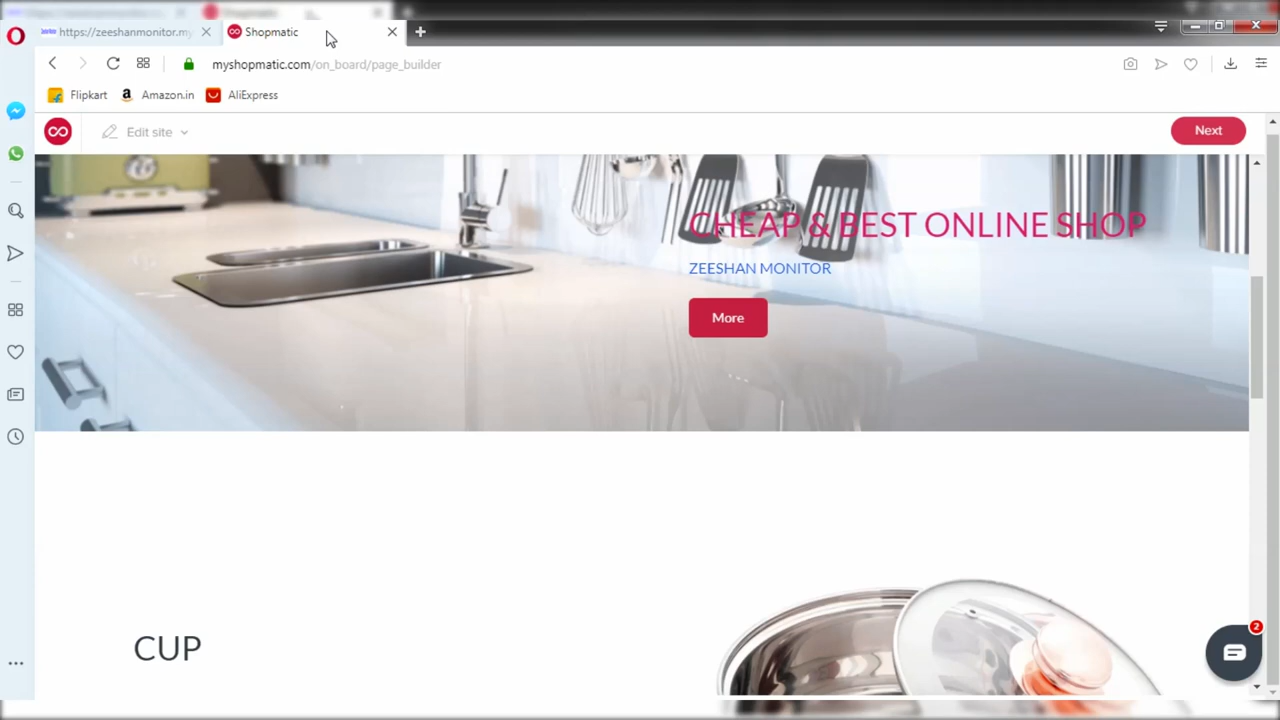 https://zeeshanmonitor.my
Shopmatic
myshopmatic.com/on_board/page_builder
Flipkart
Amazon.in
AliExpress
Edit site
Next
CHEAP & BEST ONLINE SHOP
ZEESHAN MONITOR
More
CUP
2